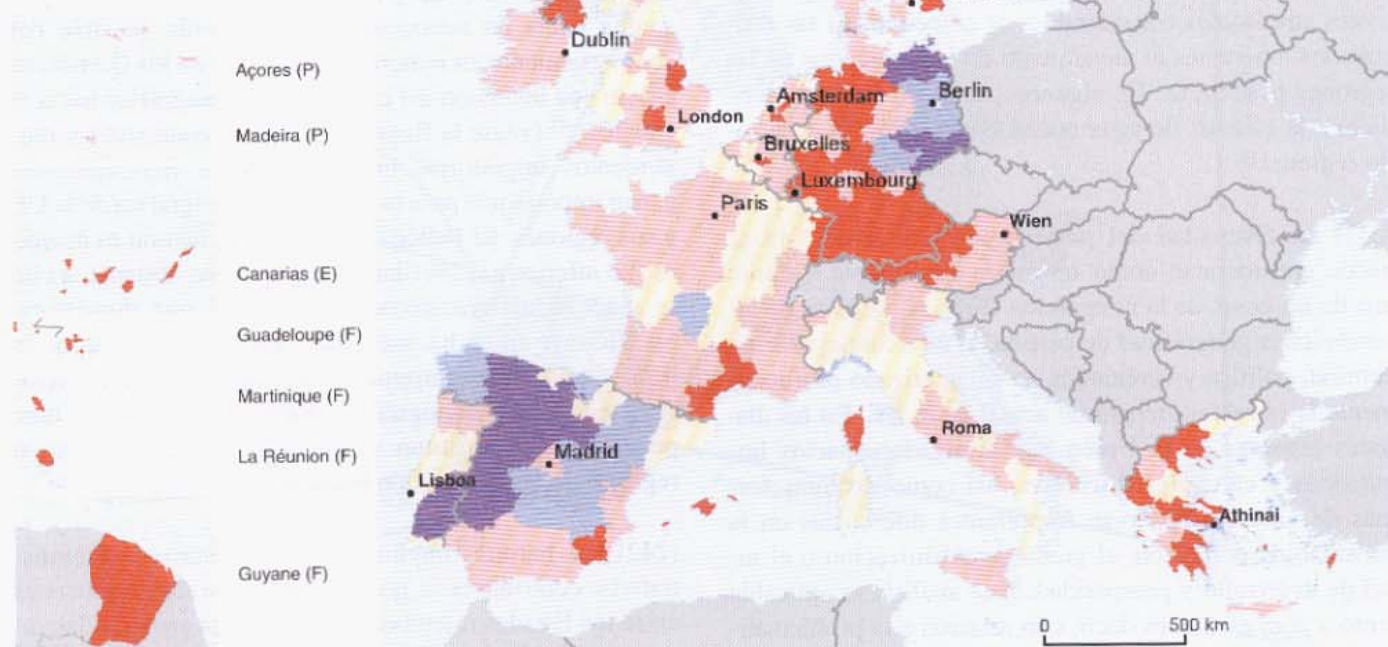 Açores (P)
Madeira (P)
Canarias (E)
Guadeloupe (F)
Martinique (F)
La Réunion (F)
Guyane (F)
Dublin
London
Amsterdam
Berlin
Bruxelles
Luxembourg
Paris
Wien
Madrid
Lisboa
Roma
Athinai
0 500 km